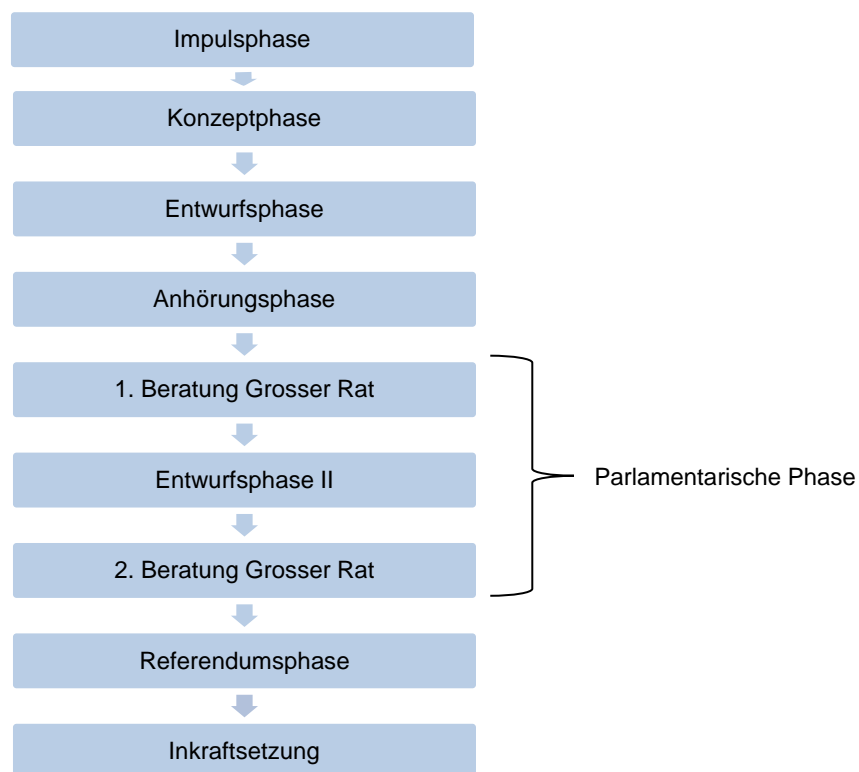 Impulsphase
Konzeptphase
Entwurfsphase
Anhörungsphase
1. Beratung Grosser Rat
Entwurfsphase II
Parlamentarische Phase
2. Beratung Grosser Rat
Referendumsphase
Inkraftsetzung